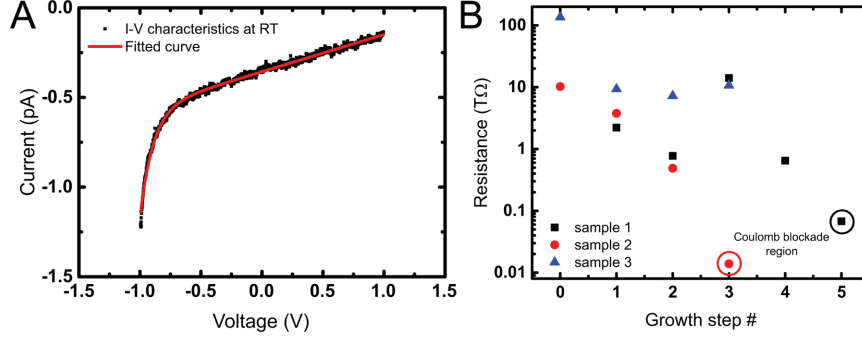 A
I-V characteristics at RT
Fitted curve
0.0
-0.5
-1.0
-1.5
Current (pA)
-1.5
-1.0
-0.5
0.0
0.5
1.0
1.5
Voltage (V)
B
100
10
1
0.1
0.01
Resistance (TΩ)
sample 1
sample 2
sample 3
Coulomb blockade
region
0
1
2
3
4
5
Growth step #